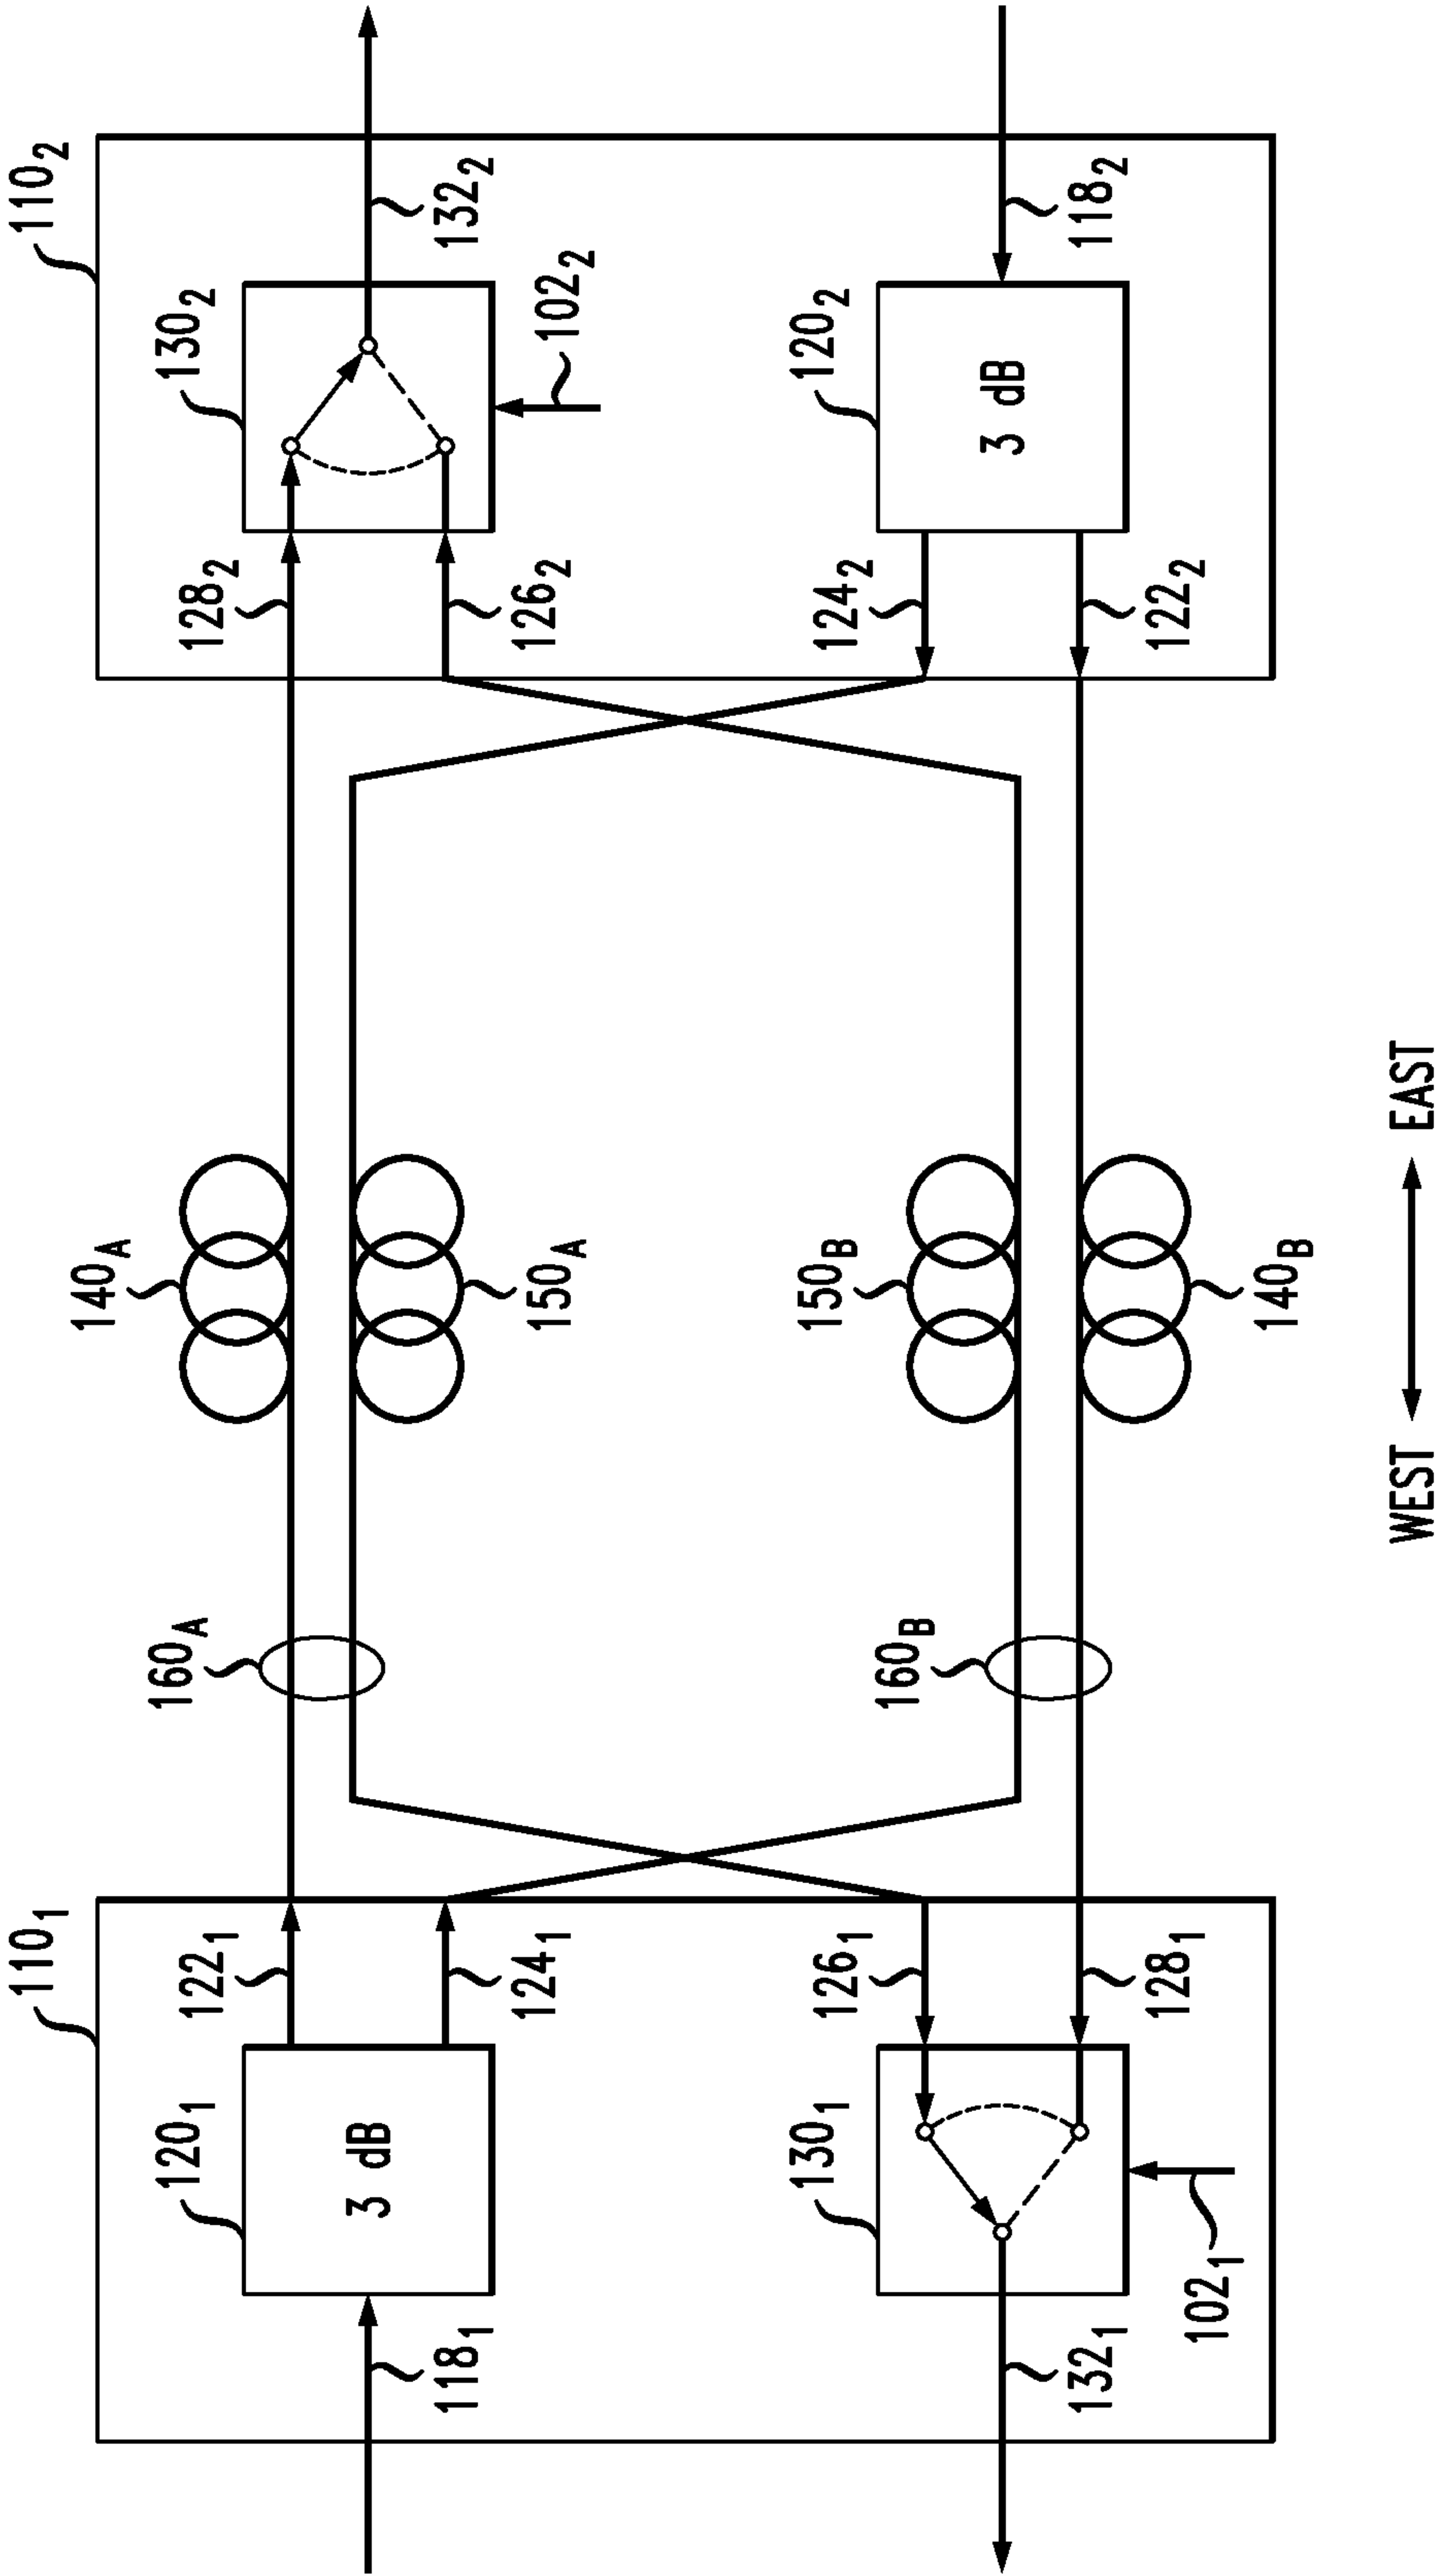 110₁
118₁
120₁
3 dB
122₁
124₁
126₁
128₁
130₁
132₁
102₁
160A
160B
140A
150A
150B
140B
WEST EAST
110₂
128₂
126₂
130₂
132₂
102₂
124₂
122₂
120₂
3 dB
118₂